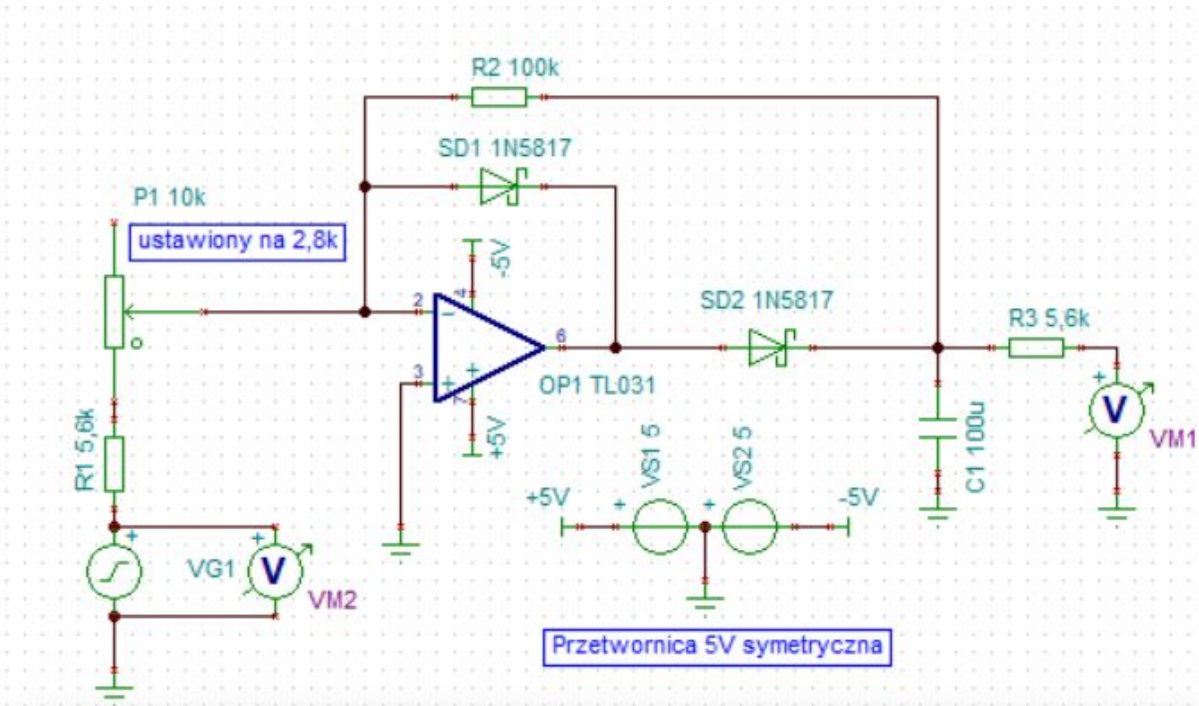 R2 100k
SD1 1N5817
P1 10k
ustawiony na 2,8k
-5V
2
4
6
3
7
+5V
OP1 TL031
SD2 1N5817
R3 5,6k
V
VM1
C1 100u
R1 5,6k
VG1
V
VM2
+5V
VS1 5
VS2 5
-5V
Przetwornica 5V symetryczna